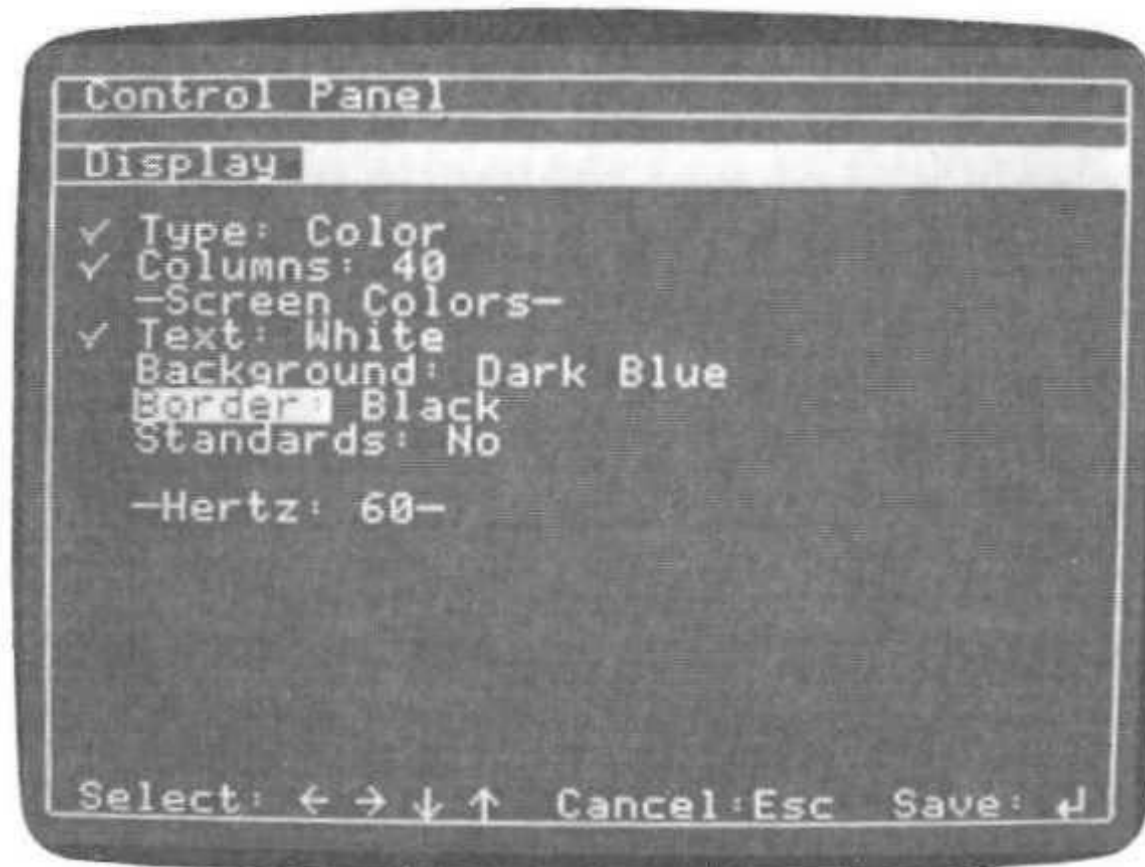 Control Panel
Display
✓ Type: Color
✓ Columns: 40
—Screen Colors—
✓ Text: White
Background: Dark Blue
Border: Black
Standards: No
—Hertz: 60—
Select: ← → ↓ ↑ Cancel:Esc Save: ↵